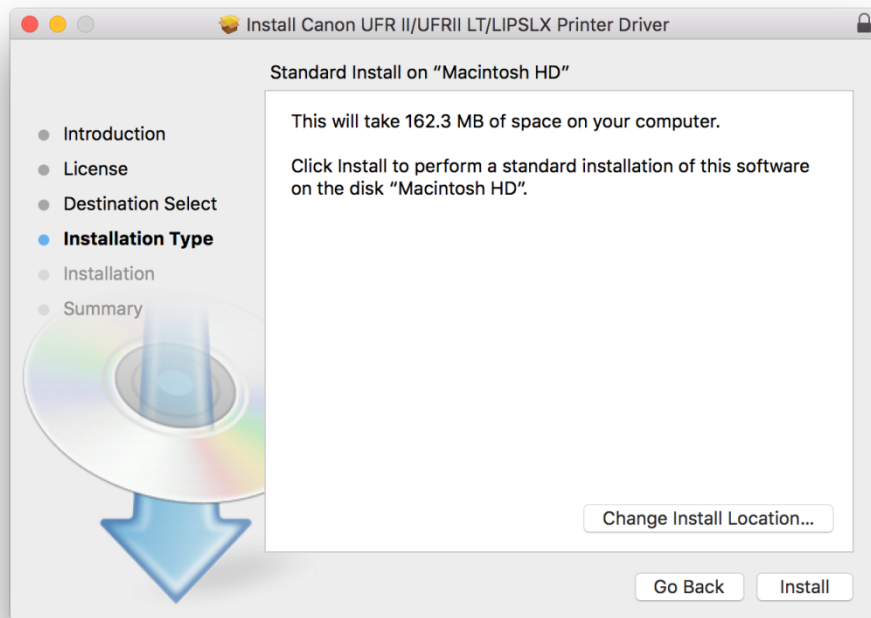 Install Canon UFR II/UFRII LT/LIPSLX Printer Driver
Standard Install on “Macintosh HD”
Introduction
License
Destination Select
Installation Type
Installation
Summary
This will take 162.3 MB of space on your computer.
Click Install to perform a standard installation of this software
on the disk “Macintosh HD”.
Change Install Location...
Go Back
Install